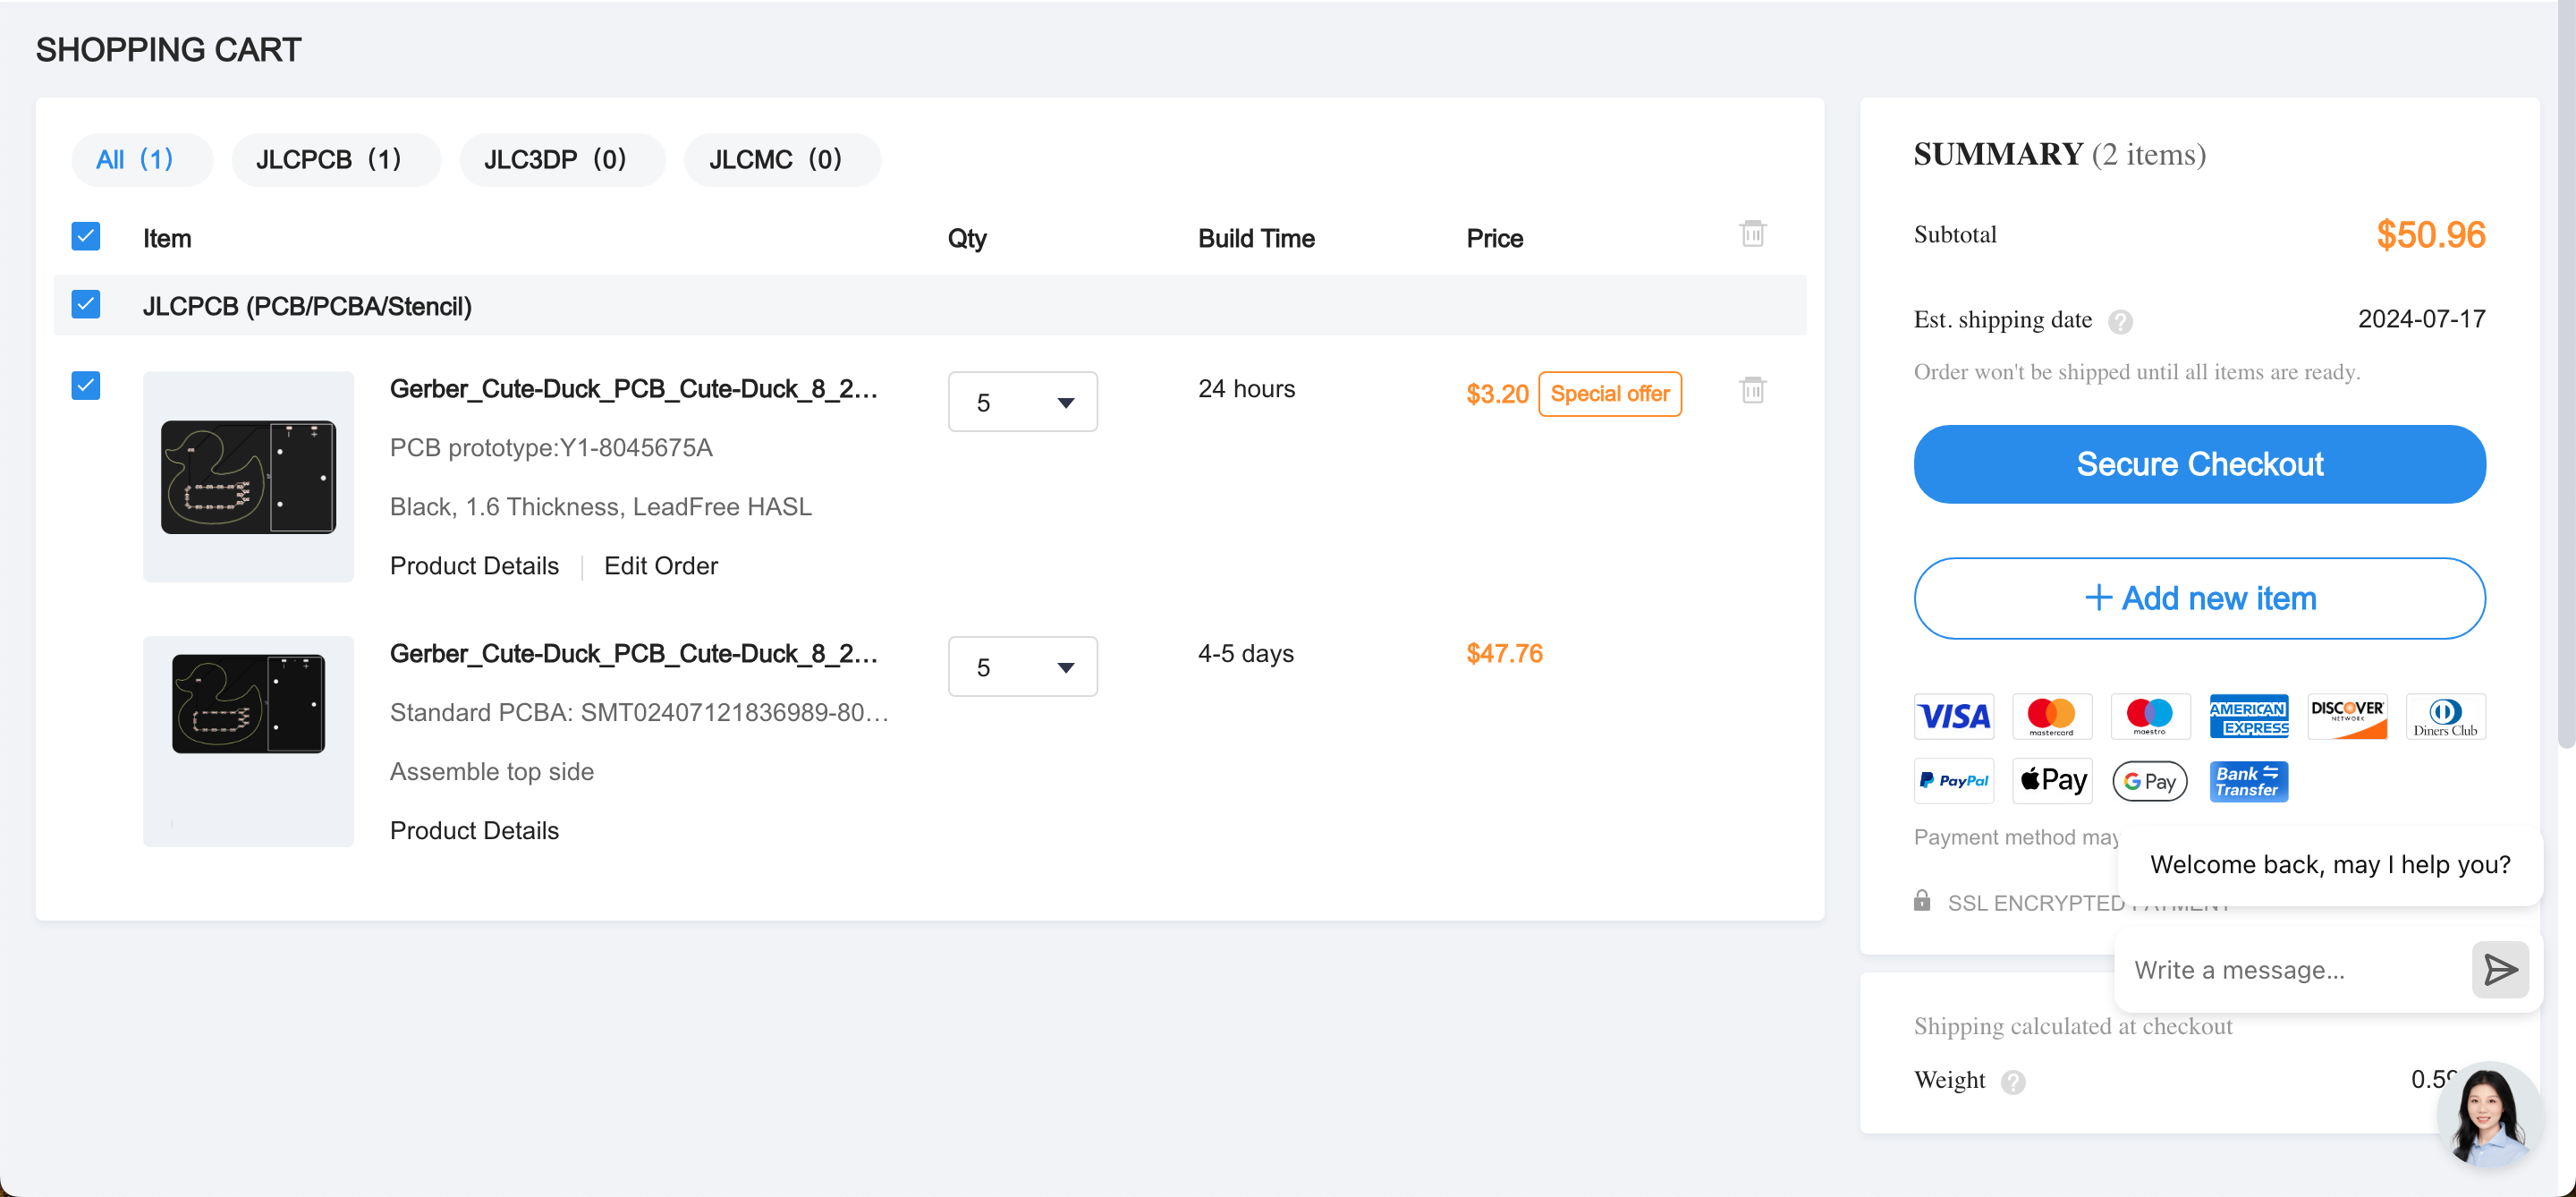 SHOPPING CART
All (1)
JLCPCB (1)
JLC3DP (0)
JLCMC (0)
Item
Qty
Build Time
Price
JLCPCB (PCB/PCBA/Stencil)
Gerber_Cute-Duck_PCB_Cute-Duck_8_2...
5
24 hours
$3.20
Special offer
PCB prototype:Y1-8045675A
Black, 1.6 Thickness, LeadFree HASL
Product Details
Edit Order
Gerber_Cute-Duck_PCB_Cute-Duck_8_2...
5
4-5 days
$47.76
Standard PCBA: SMT02407121836989-80...
Assemble top side
Product Details
SUMMARY (2 items)
Subtotal
$50.96
Est. shipping date
?
2024-07-17
Order won't be shipped until all items are ready.
Secure Checkout
+ Add new item
VISA
mastercard
maestro
AMERICAN EXPRESS
DISCOVER NETWORK
Diners Club
PayPal
Pay
G Pay
Bank Transfer
Payment method may
Welcome back, may I help you?
SSL ENCRYPTED PAYMENT
Write a message...
Shipping calculated at checkout
Weight
?